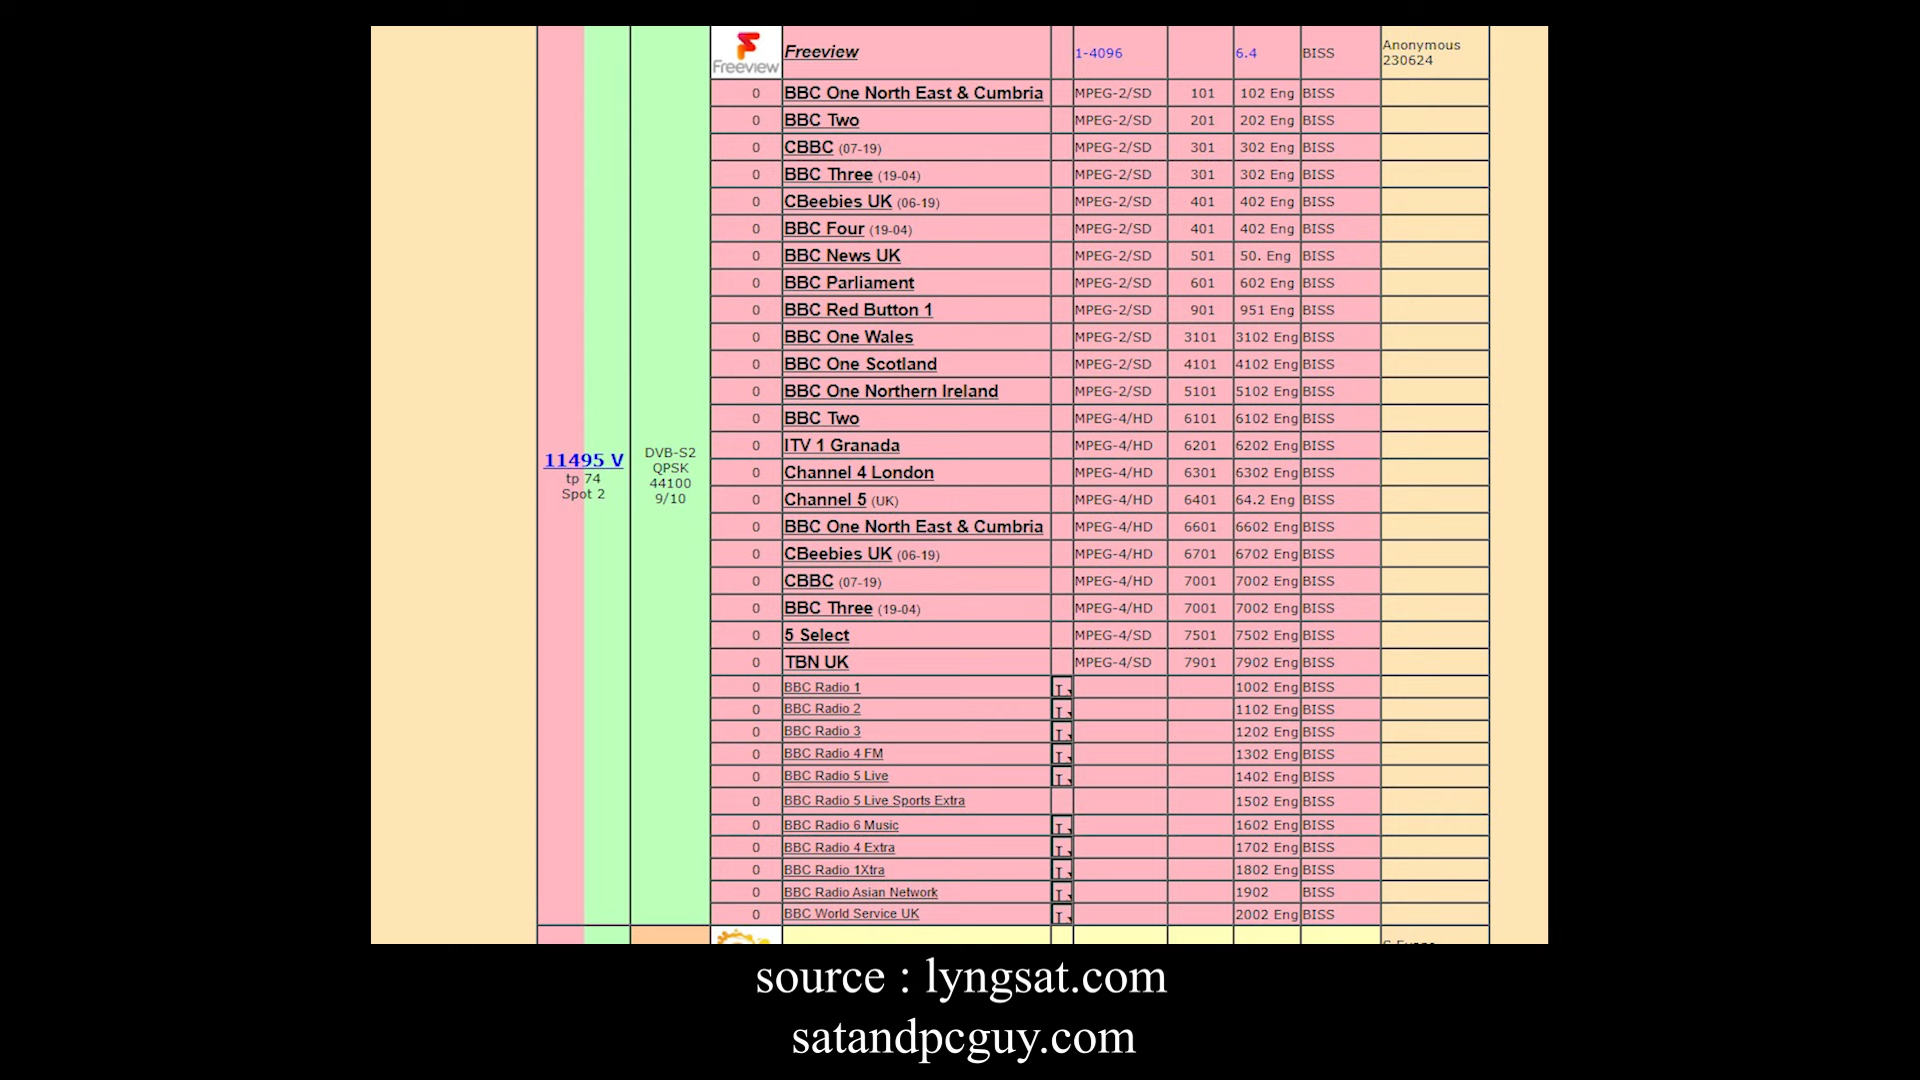 Freeview Freeview 1-4096 6.4 BISS Anonymous
230624
0 BBC One North East & Cumbria MPEG-2/SD 101 102 Eng BISS
0 BBC Two MPEG-2/SD 201 202 Eng BISS
0 CBBC (07-19) MPEG-2/SD 301 302 Eng BISS
0 BBC Three (19-04) MPEG-2/SD 301 302 Eng BISS
0 CBeebies UK (06-19) MPEG-2/SD 401 402 Eng BISS
0 BBC Four (19-04) MPEG-2/SD 401 402 Eng BISS
0 BBC News UK MPEG-2/SD 501 50. Eng BISS
0 BBC Parliament MPEG-2/SD 601 602 Eng BISS
0 BBC Red Button 1 MPEG-2/SD 901 951 Eng BISS
0 BBC One Wales MPEG-2/SD 3101 3102 Eng BISS
0 BBC One Scotland MPEG-2/SD 4101 4102 Eng BISS
0 BBC One Northern Ireland MPEG-2/SD 5101 5102 Eng BISS
0 BBC Two MPEG-4/HD 6101 6102 Eng BISS
0 ITV 1 Granada MPEG-4/HD 6201 6202 Eng BISS
11495 V
tp 74
Spot 2
DVB-S2
QPSK
44100
9/10
0 Channel 4 London MPEG-4/HD 6301 6302 Eng BISS
0 Channel 5 (UK) MPEG-4/HD 6401 64.2 Eng BISS
0 BBC One North East & Cumbria MPEG-4/HD 6601 6602 Eng BISS
0 CBeebies UK (06-19) MPEG-4/HD 6701 6702 Eng BISS
0 CBBC (07-19) MPEG-4/HD 7001 7002 Eng BISS
0 BBC Three (19-04) MPEG-4/HD 7001 7002 Eng BISS
0 5 Select MPEG-4/SD 7501 7502 Eng BISS
0 TBN UK MPEG-4/SD 7901 7902 Eng BISS
0 BBC Radio 1 1002 Eng BISS
0 BBC Radio 2 1102 Eng BISS
0 BBC Radio 3 1202 Eng BISS
0 BBC Radio 4 FM 1302 Eng BISS
0 BBC Radio 5 Live 1402 Eng BISS
0 BBC Radio 5 Live Sports Extra 1502 Eng BISS
0 BBC Radio 6 Music 1602 Eng BISS
0 BBC Radio 4 Extra 1702 Eng BISS
0 BBC Radio 1Xtra 1802 Eng BISS
0 BBC Radio Asian Network 1902 BISS
0 BBC World Service UK 2002 Eng BISS
source : lyngsat.com
satandpcguy.com